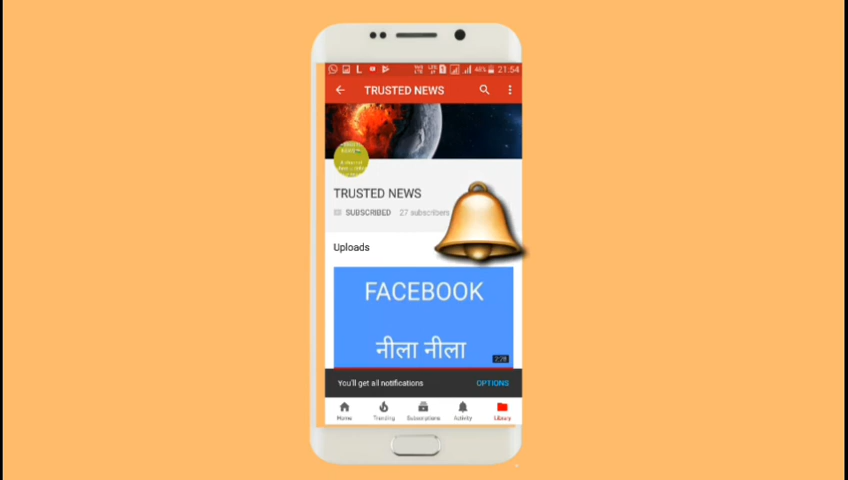 21:54
TRUSTED NEWS
TRUSTED NEWS
SUBSCRIBED 27 subscribers
Uploads
FACEBOOK
नीला नीला
2:28
You'll get all notifications OPTIONS
Home Trending Subscriptions Activity Library